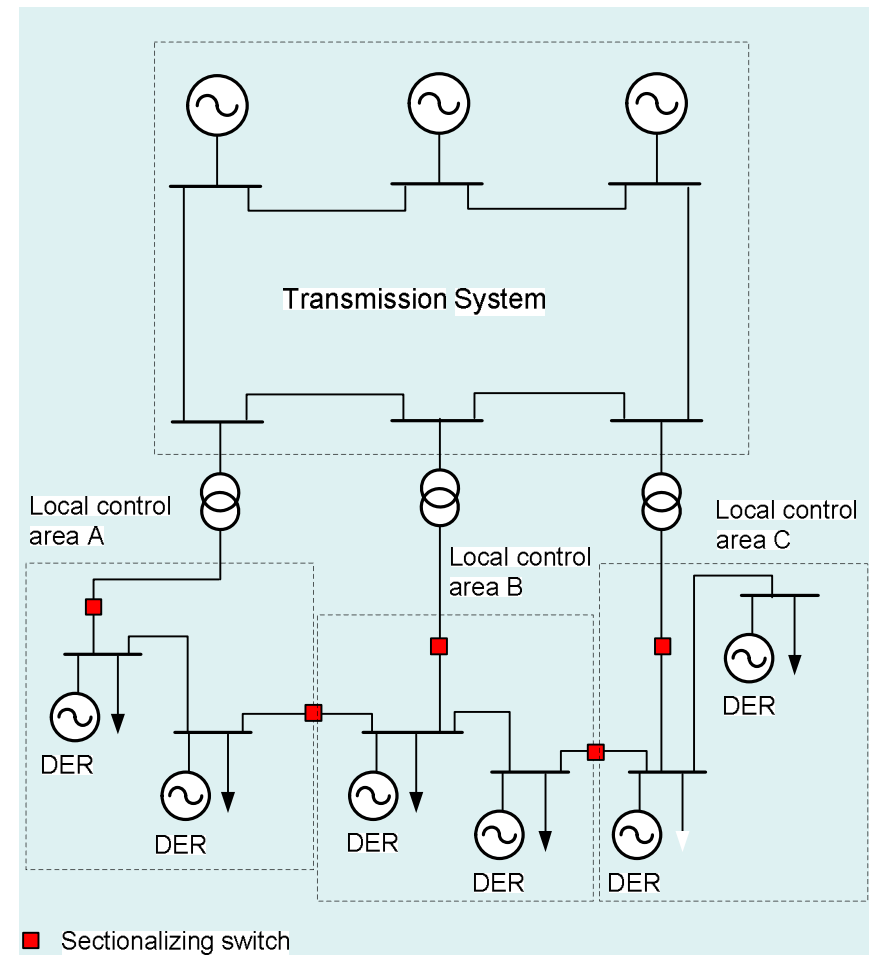 Transmission System
Local control
area A
Local control
area B
Local control
area C
DER
DER
DER
DER
DER
DER
Sectionalizing switch